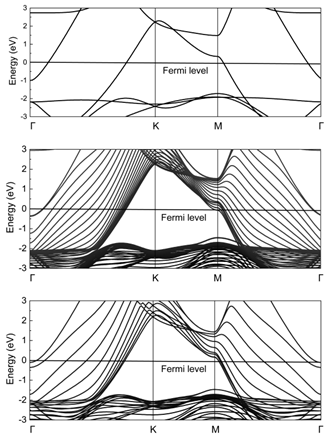 3
2
1
0
-1
-2
-3
Energy (eV)
Fermi level
Γ K M Γ
3
2
1
0
-1
-2
-3
Energy (eV)
Fermi level
Γ K M Γ
3
2
1
0
-1
-2
-3
Energy (eV)
Fermi level
Γ K M Γ